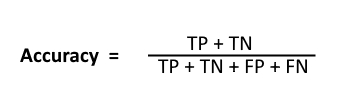 TP + TN
Accuracy =
TP + TN + FP + FN